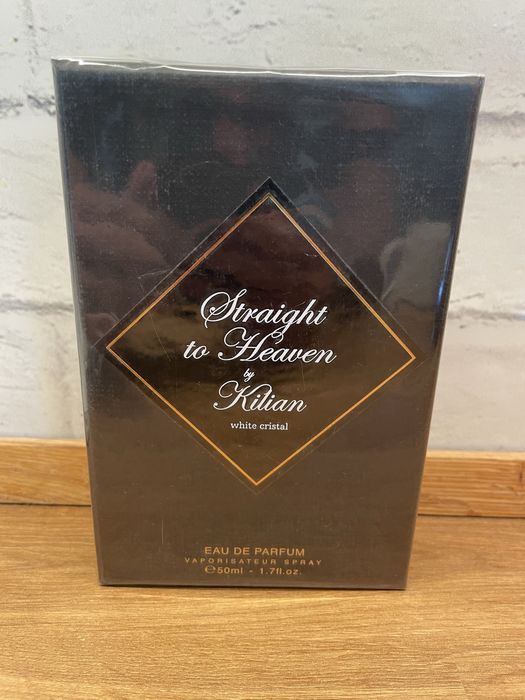 Straight
to Heaven
by
Kilian
white cristal
EAU DE PARFUM
VAPORISATEUR SPRAY
℮50ml - 1.7fl.oz.